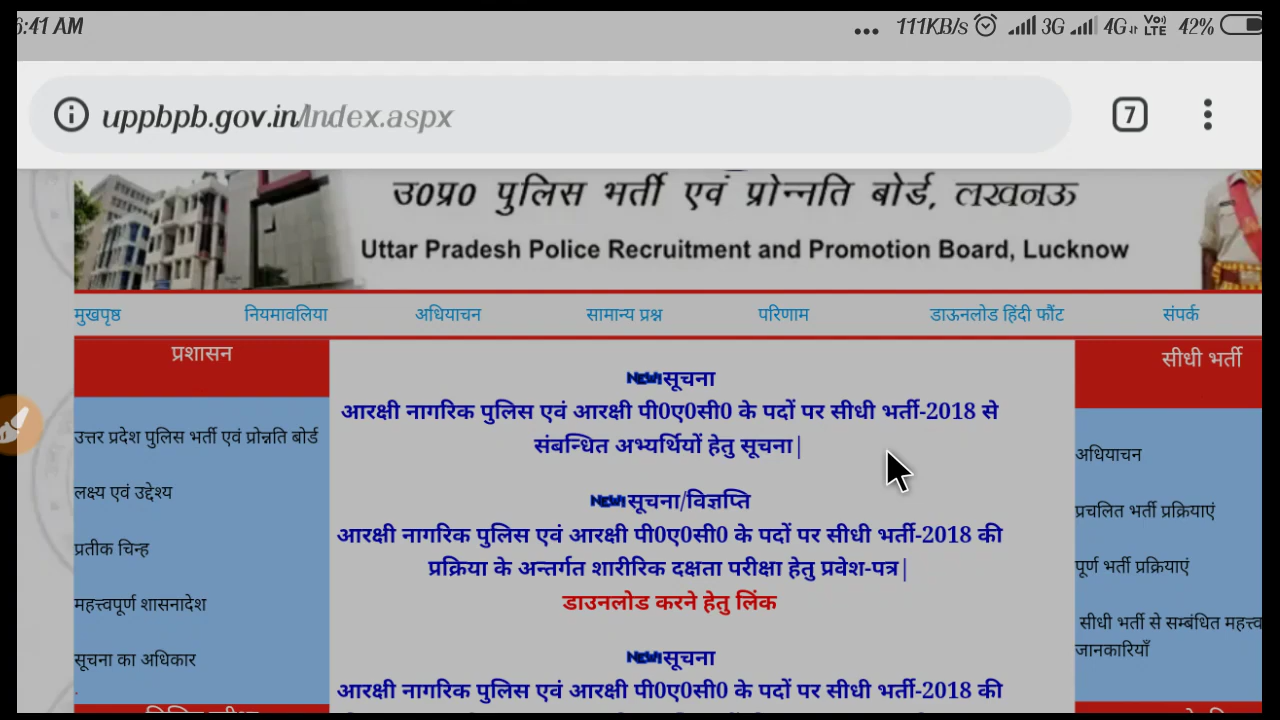 6:41 AM
... 111KB/s 3G 4G Vo) LTE 42%
uppbpb.gov.in/Index.aspx
7
उ0प्र0 पुलिस भर्ती एवं प्रोन्नति बोर्ड, लखनऊ
Uttar Pradesh Police Recruitment and Promotion Board, Lucknow
मुखपृष्ठ नियमावलिया अधियाचन सामान्य प्रश्न परिणाम डाऊनलोड हिंदी फौंट संपर्क
प्रशासन
उत्तर प्रदेश पुलिस भर्ती एवं प्रोन्नति बोर्ड
लक्ष्य एवं उद्देश्य
प्रतीक चिन्ह
महत्त्वपूर्ण शासनादेश
सूचना का अधिकार
NEW! सूचना
आरक्षी नागरिक पुलिस एवं आरक्षी पी0ए0सी0 के पदों पर सीधी भर्ती-2018 से
संबन्धित अभ्यर्थियों हेतु सूचना|
NEW! सूचना/विज्ञप्ति
आरक्षी नागरिक पुलिस एवं आरक्षी पी0ए0सी0 के पदों पर सीधी भर्ती-2018 की
प्रक्रिया के अन्तर्गत शारीरिक दक्षता परीक्षा हेतु प्रवेश-पत्र|
डाउनलोड करने हेतु लिंक
NEW! सूचना
आरक्षी नागरिक पुलिस एवं आरक्षी पी0ए0सी0 के पदों पर सीधी भर्ती-2018 की
सीधी भर्ती
अधियाचन
प्रचलित भर्ती प्रक्रियाएं
पूर्ण भर्ती प्रक्रियाएं
सीधी भर्ती से सम्बंधित महत्त्व
जानकारियाँ